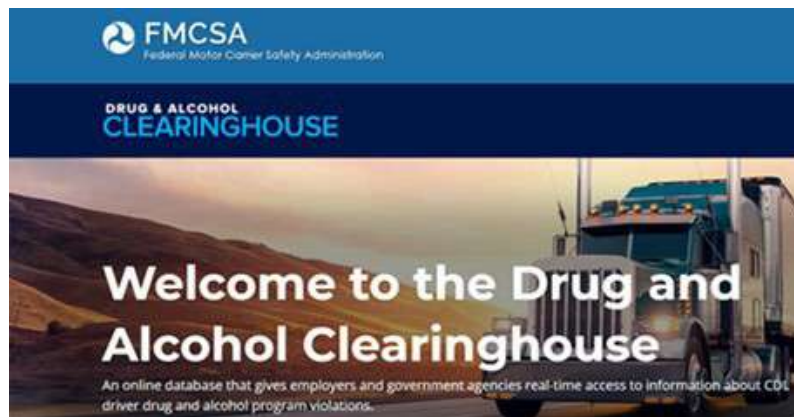 FMCSA
Federal Motor Carrier Safety Administration
DRUG & ALCOHOL
CLEARINGHOUSE
Welcome to the Drug and
Alcohol Clearinghouse
An online database that gives employers and government agencies real-time access to information about CDL
driver drug and alcohol program violations.